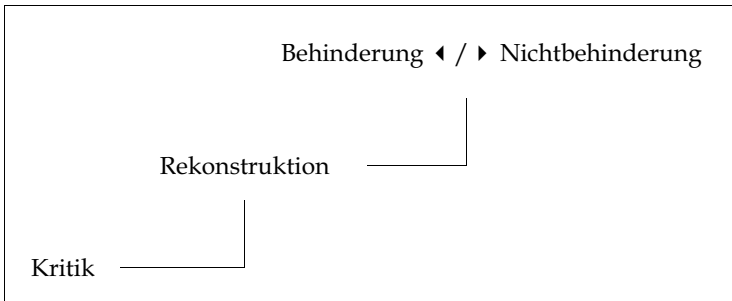 Behinderung ◂ / ▸ Nichtbehinderung
Rekonstruktion
Kritik